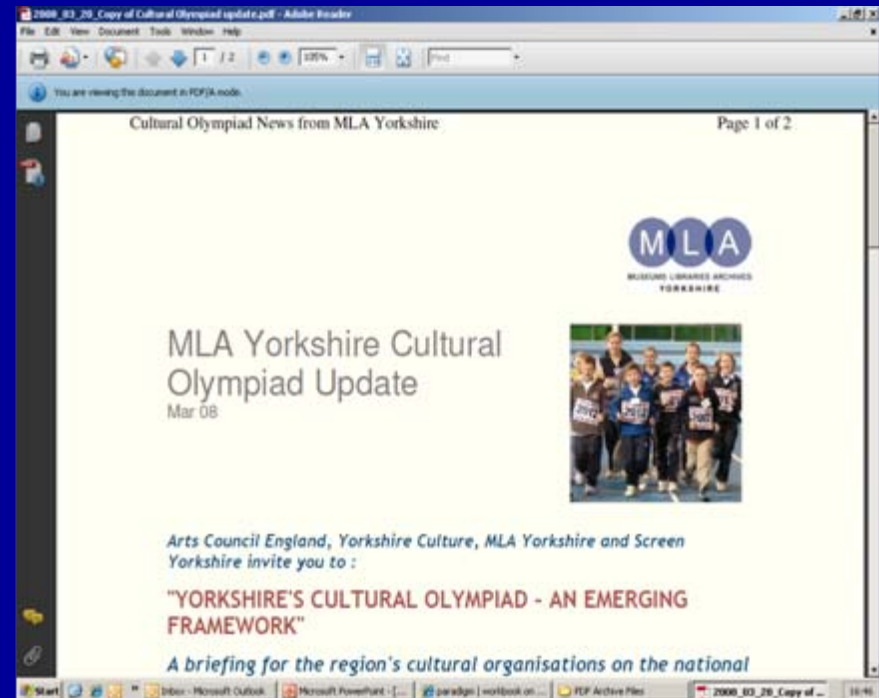 2008_03_20_Copy of Cultural Olympiad update.pdf - Adobe Reader
File Edit View Document Tools Window Help
1 / 2 105% Find
You are viewing this document in PDF/A mode.
Cultural Olympiad News from MLA Yorkshire Page 1 of 2
MLA
MUSEUMS LIBRARIES ARCHIVES
YORKSHIRE
MLA Yorkshire Cultural
Olympiad Update
Mar 08
2012
Arts Council England, Yorkshire Culture, MLA Yorkshire and Screen
Yorkshire invite you to :
"YORKSHIRE'S CULTURAL OLYMPIAD - AN EMERGING
FRAMEWORK"
A briefing for the region's cultural organisations on the national
Start Inbox - Microsoft Outlook Microsoft PowerPoint - [... paradigm | workbook on ... PDF Archive Files 2008_03_20_Copy of ...